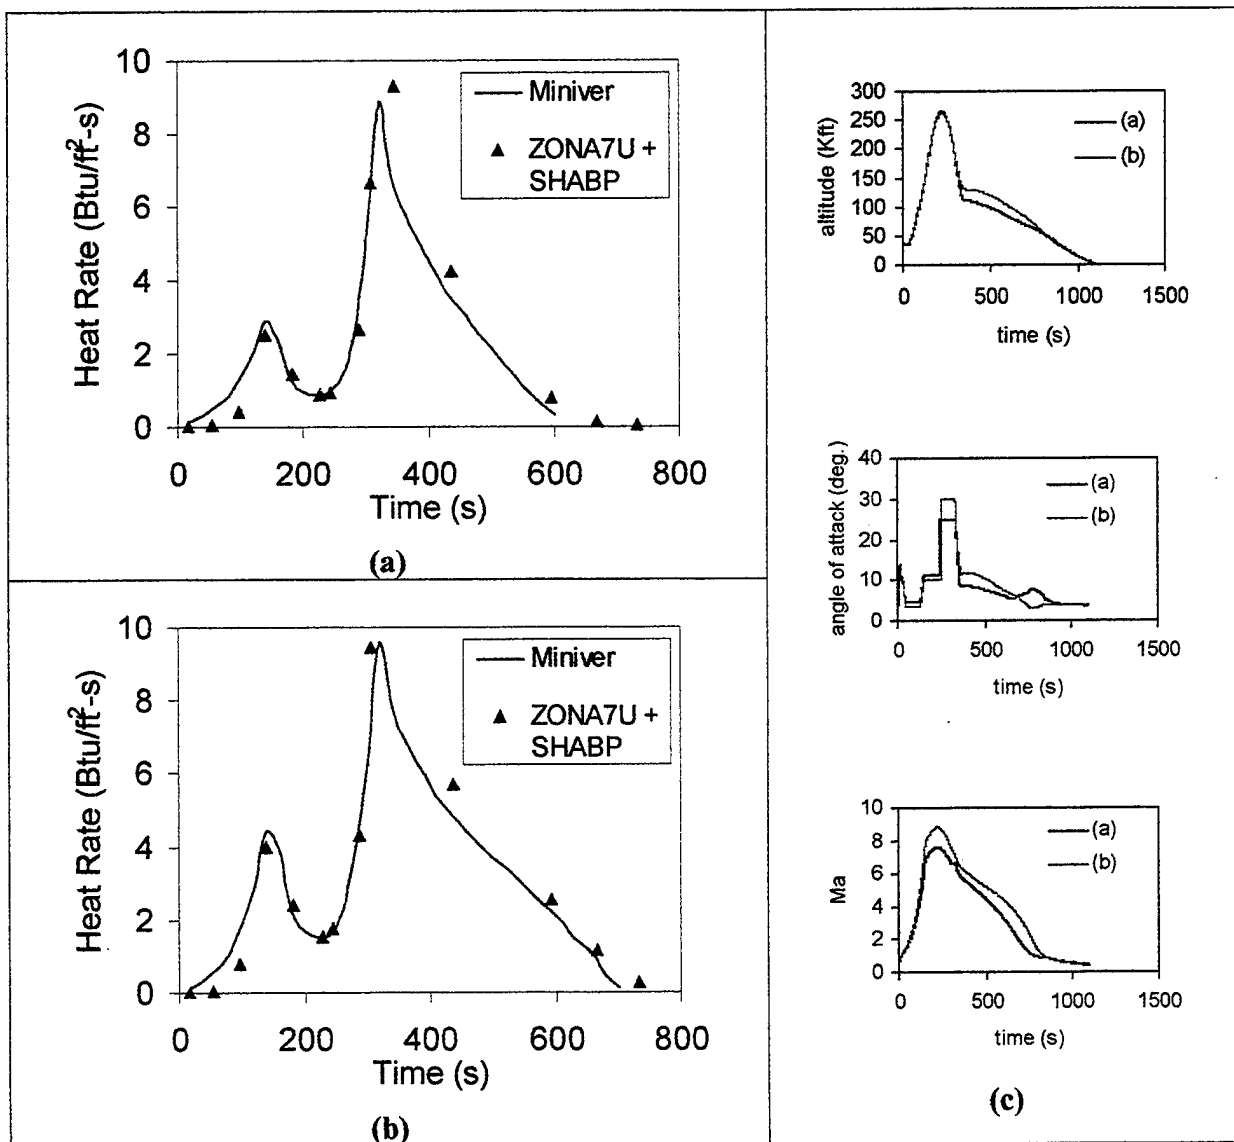 10
8
6
4
2
0
Heat Rate (Btu/ft²-s)
Miniver
ZONA7U +
SHABP
0 200 400 600 800
Time (s)
(a)
10
8
6
4
2
0
Heat Rate (Btu/ft²-s)
Miniver
ZONA7U +
SHABP
0 200 400 600 800
Time (s)
(b)
300
250
200
150
100
50
0
altitude (Kft)
(a)
(b)
0 500 1000 1500
time (s)
40
30
20
10
0
angle of attack (deg.)
(a)
(b)
0 500 1000 1500
time (s)
10
8
6
4
2
0
Ma
(a)
(b)
0 500 1000 1500
time (s)
(c)